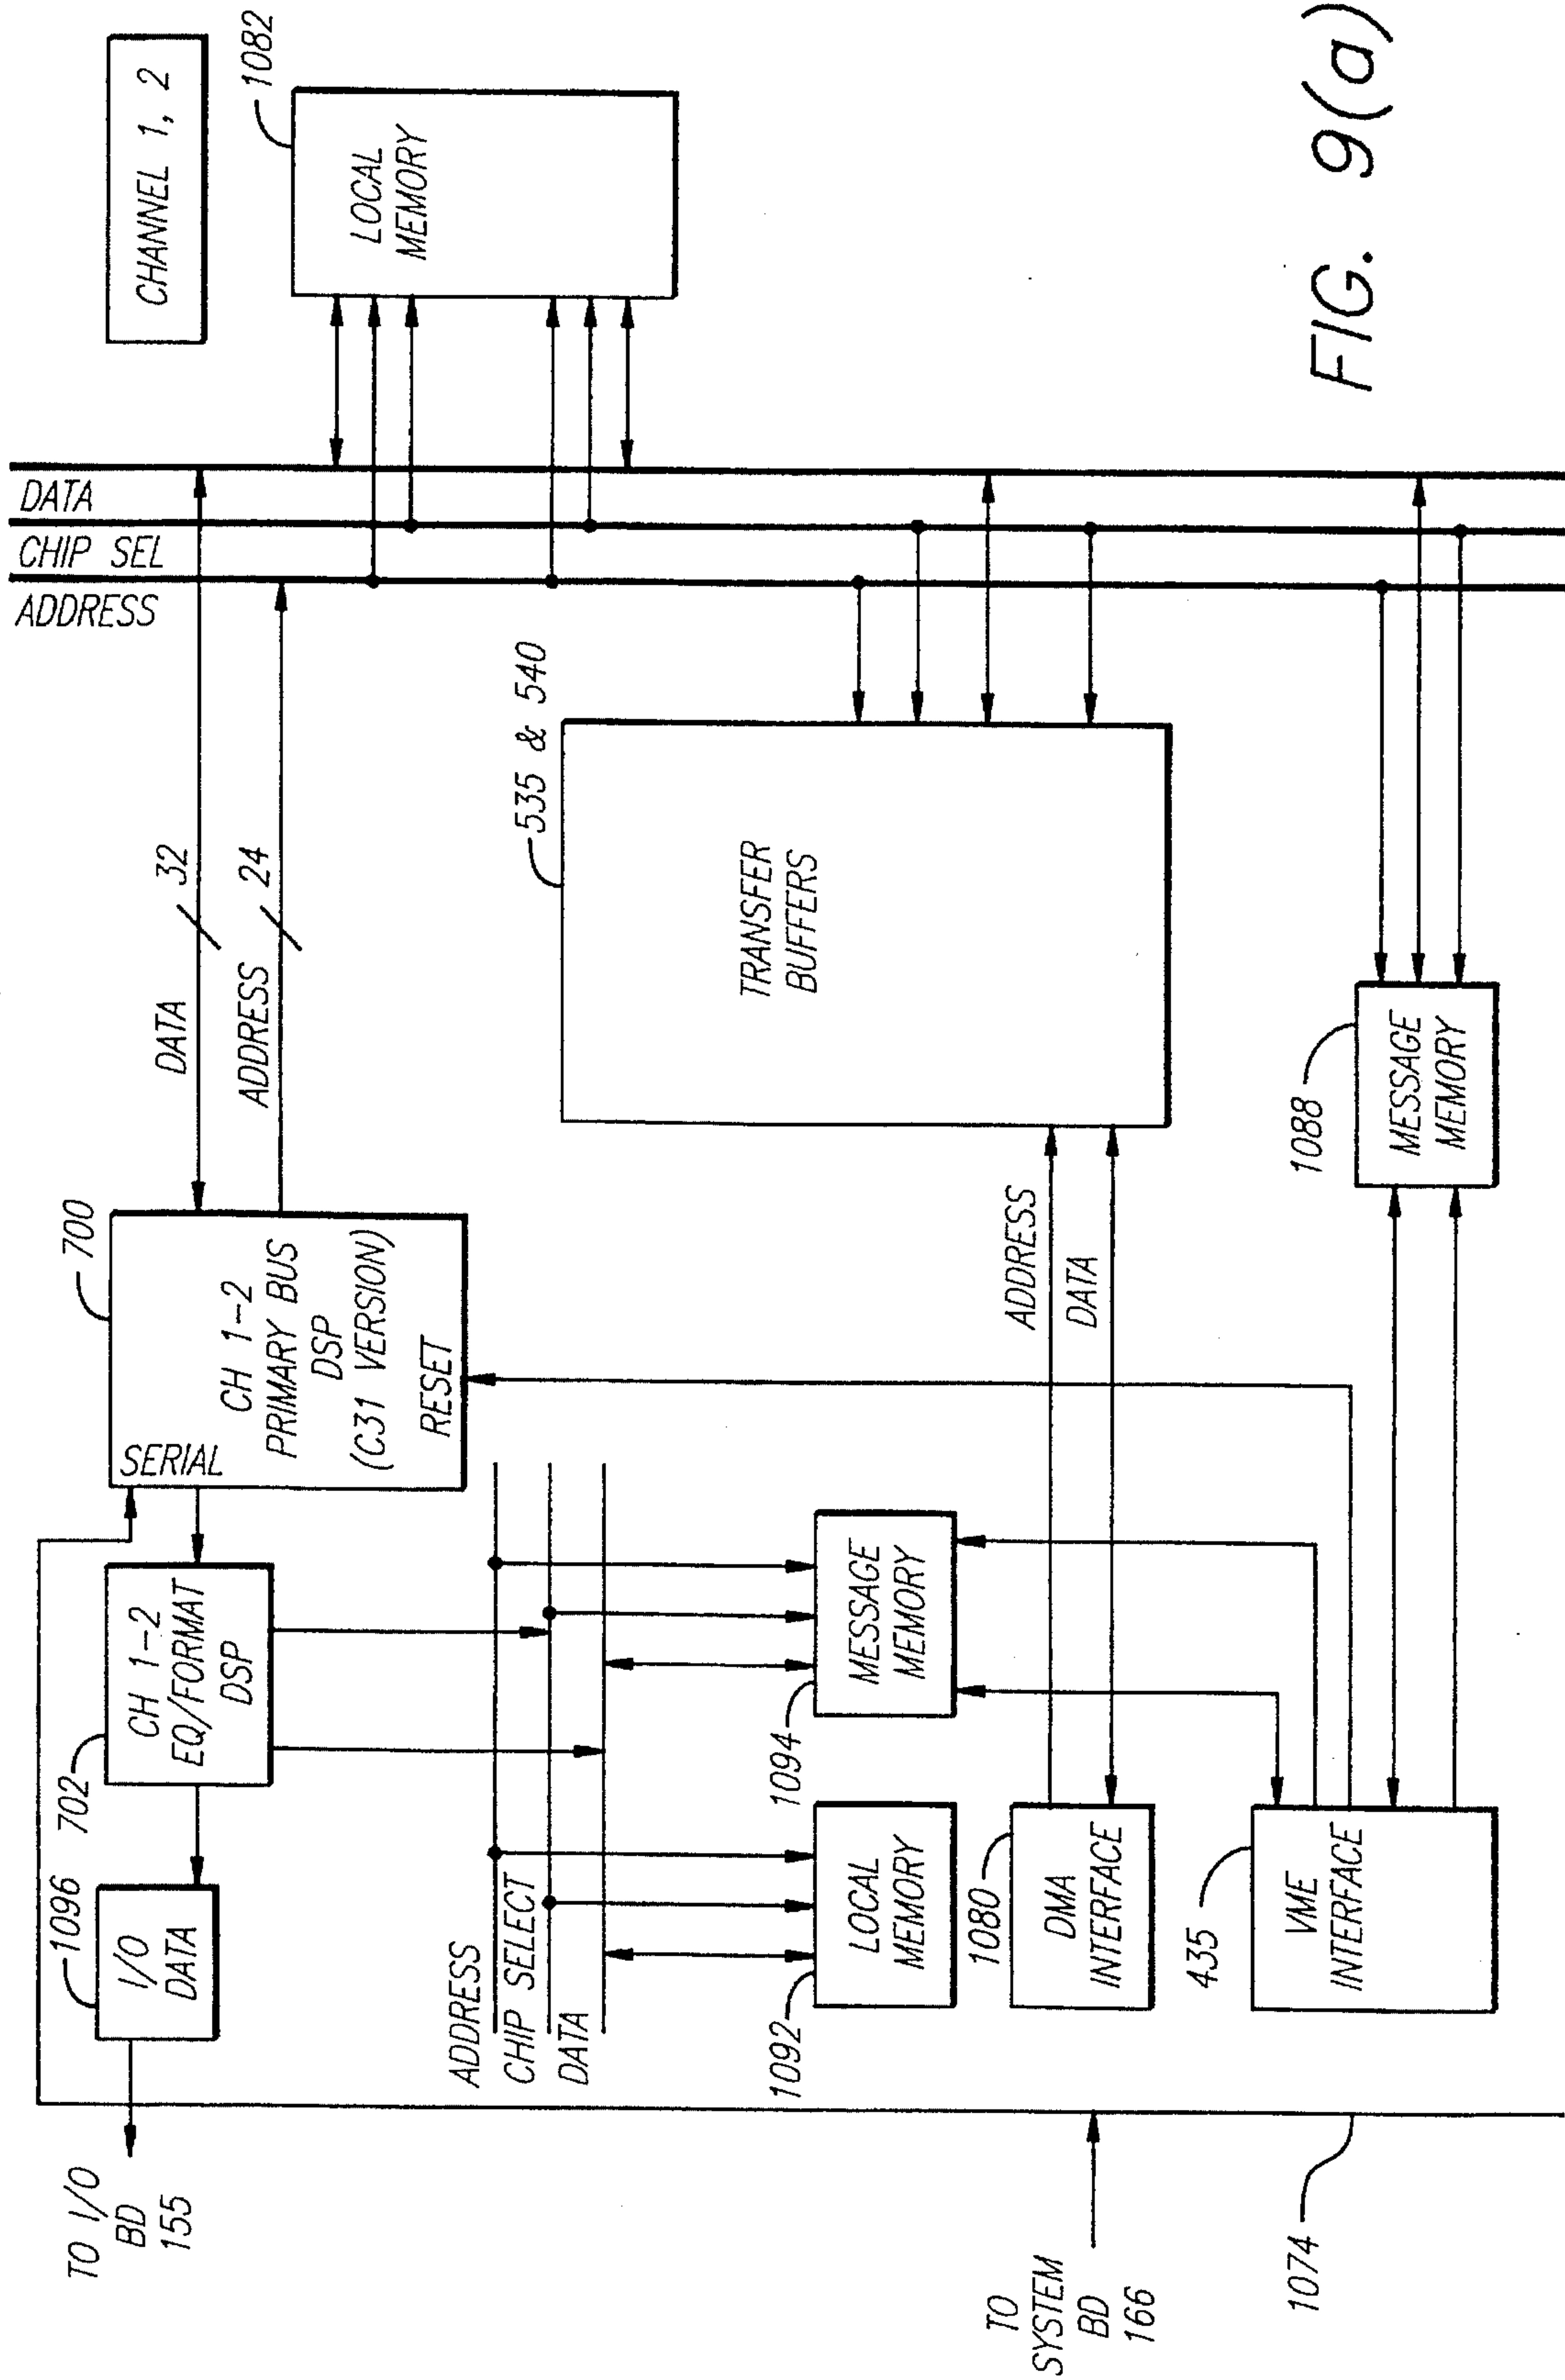 CHANNEL 1, 2
1082
LOCAL
MEMORY
DATA
CHIP SEL
ADDRESS
DATA
32
ADDRESS
24
700
SERIAL
CH 1-2
PRIMARY BUS
DSP
(C31 VERSION)
RESET
702
CH 1-2
EQ/FORMAT
DSP
1096
I/O
DATA
TO I/O
BD
155
ADDRESS
CHIP SELECT
DATA
535 & 540
TRANSFER
BUFFERS
1094
MESSAGE
MEMORY
1092
LOCAL
MEMORY
ADDRESS
DATA
1080
DMA
INTERFACE
1088
MESSAGE
MEMORY
435
VME
INTERFACE
TO
SYSTEM
BD
166
1074
FIG. 9(a)